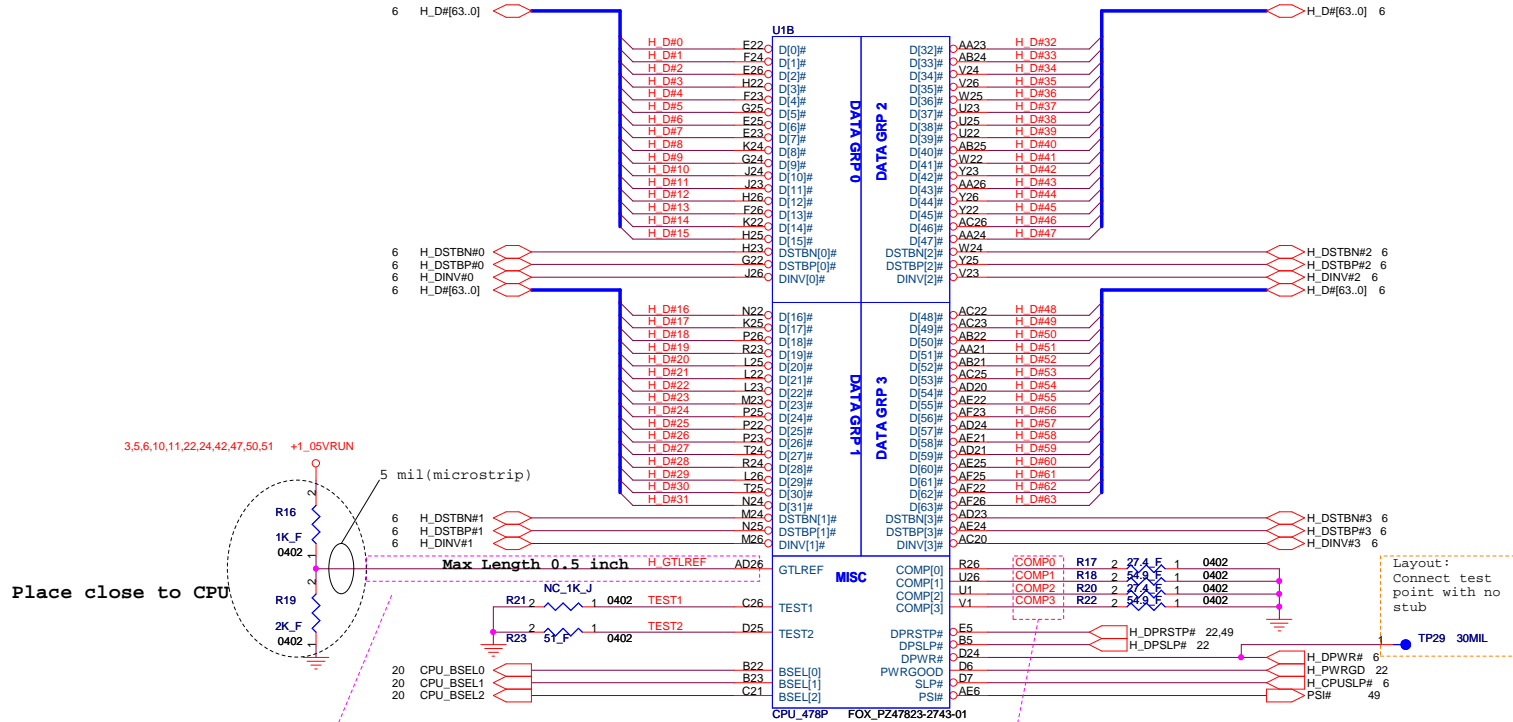 6 H_D#[63..0]
H_D#[63..0] 6
U1B
H_D#0 E22 D[0]# D[32]# AA23 H_D#32
H_D#1 F24 D[1]# D[33]# AB24 H_D#33
H_D#2 E26 D[2]# D[34]# V24 H_D#34
H_D#3 H22 D[3]# D[35]# V26 H_D#35
H_D#4 F23 D[4]# D[36]# W25 H_D#36
H_D#5 G25 D[5]# D[37]# U23 H_D#37
H_D#6 E25 D[6]# D[38]# U25 H_D#38
H_D#7 E23 D[7]# D[39]# U22 H_D#39
H_D#8 K24 D[8]# D[40]# AB25 H_D#40
H_D#9 G24 D[9]# D[41]# W22 H_D#41
H_D#10 J24 D[10]# D[42]# Y23 H_D#42
H_D#11 J23 D[11]# D[43]# AA26 H_D#43
H_D#12 H26 D[12]# D[44]# Y26 H_D#44
H_D#13 F26 D[13]# D[45]# Y22 H_D#45
H_D#14 K22 D[14]# D[46]# AC26 H_D#46
H_D#15 H25 D[15]# D[47]# AA24 H_D#47
DATA GRP 0
DATA GRP 2
6 H_DSTBN#0 H23 DSTBN[0]# DSTBN[2]# W24 H_DSTBN#2 6
6 H_DSTBP#0 G22 DSTBP[0]# DSTBP[2]# Y25 H_DSTBP#2 6
6 H_DINV#0 J26 DINV[0]# DINV[2]# V23 H_DINV#2 6
6 H_D#[63..0]
H_D#[63..0] 6
H_D#16 N22 D[16]# D[48]# AC22 H_D#48
H_D#17 K25 D[17]# D[49]# AC23 H_D#49
H_D#18 P26 D[18]# D[50]# AB22 H_D#50
H_D#19 R23 D[19]# D[51]# AA21 H_D#51
H_D#20 L25 D[20]# D[52]# AB21 H_D#52
H_D#21 L22 D[21]# D[53]# AC25 H_D#53
H_D#22 L23 D[22]# D[54]# AD20 H_D#54
H_D#23 M23 D[23]# D[55]# AE22 H_D#55
H_D#24 P25 D[24]# D[56]# AF23 H_D#56
H_D#25 P22 D[25]# D[57]# AD24 H_D#57
H_D#26 P23 D[26]# D[58]# AE21 H_D#58
H_D#27 T24 D[27]# D[59]# AD21 H_D#59
H_D#28 R24 D[28]# D[60]# AE25 H_D#60
H_D#29 L26 D[29]# D[61]# AF25 H_D#61
H_D#30 T25 D[30]# D[62]# AF22 H_D#62
H_D#31 N24 D[31]# D[63]# AF26 H_D#63
DATA GRP 1
DATA GRP 3
6 H_DSTBN#1 M24 DSTBN[1]# DSTBN[3]# AD23 H_DSTBN#3 6
6 H_DSTBP#1 N25 DSTBP[1]# DSTBP[3]# AE24 H_DSTBP#3 6
6 H_DINV#1 M26 DINV[1]# DINV[3]# AC20 H_DINV#3 6
3,5,6,10,11,22,24,42,47,50,51 +1_05VRUN
5 mil(microstrip)
2
R16
1K_F
0402
1
2
R19
2K_F
0402
1
Place close to CPU
Max Length 0.5 inch H_GTLREF AD26 GTLREF
MISC
COMP[0] R26 COMP0 R17 2 27.4_F 1 0402
COMP[1] U26 COMP1 R18 2 54.9_F 1 0402
COMP[2] U1 COMP2 R20 2 27.4_F 1 0402
COMP[3] V1 COMP3 R22 2 54.9_F 1 0402
NC_1K_J
R21 2 1 0402 TEST1 C26 TEST1
R23 2 51_F 1 0402 TEST2 D25 TEST2
DPRSTP# E5 H_DPRSTP# 22,49
DPSLP# B5 H_DPSLP# 22
DPWR# D24 H_DPWR# 6
PWRGOOD D6 H_PWRGD 22
SLP# D7 H_CPUSLP# 6
PSI# AE6 PSI# 49
20 CPU_BSEL0 B22 BSEL[0]
20 CPU_BSEL1 B23 BSEL[1]
20 CPU_BSEL2 C21 BSEL[2]
Layout:
Connect test
point with no
stub
1 TP29 30MIL
CPU_478P FOX_PZ47823-2743-01